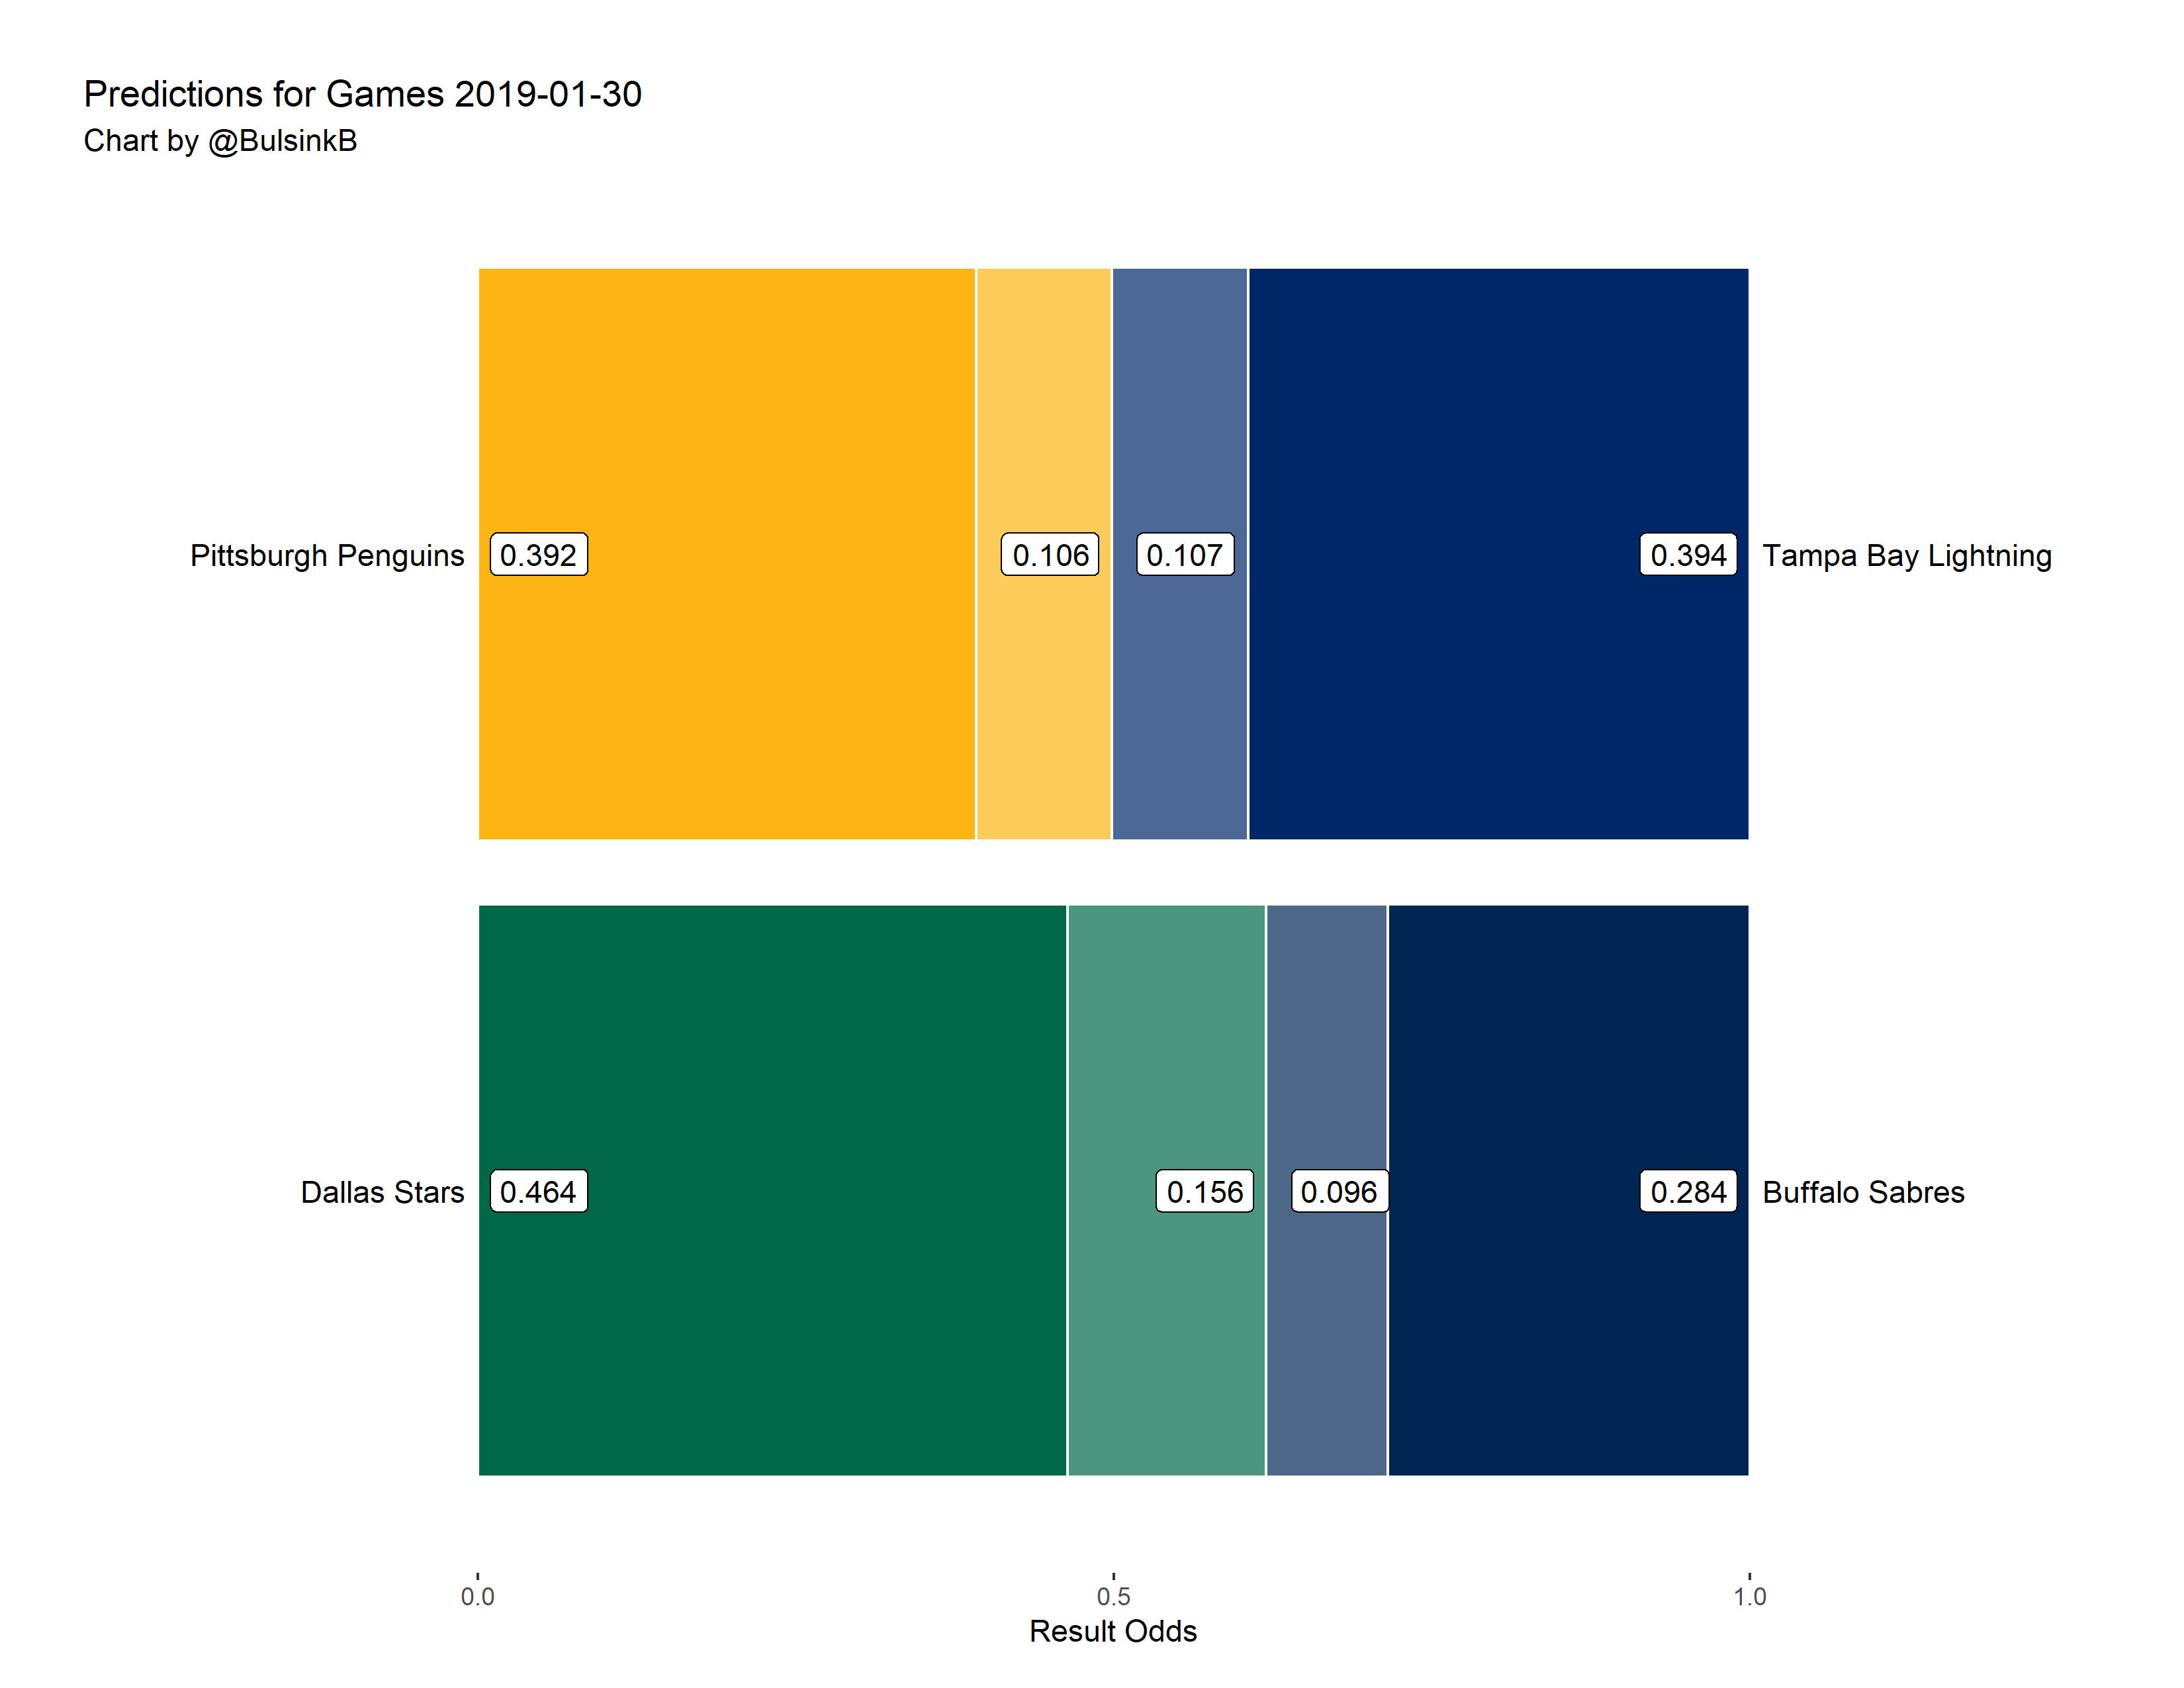 Predictions for Games 2019-01-30
Chart by @BulsinkB
Pittsburgh Penguins 0.392 0.106 0.107 0.394 Tampa Bay Lightning
Dallas Stars 0.464 0.156 0.096 0.284 Buffalo Sabres
0.0 0.5 1.0
Result Odds